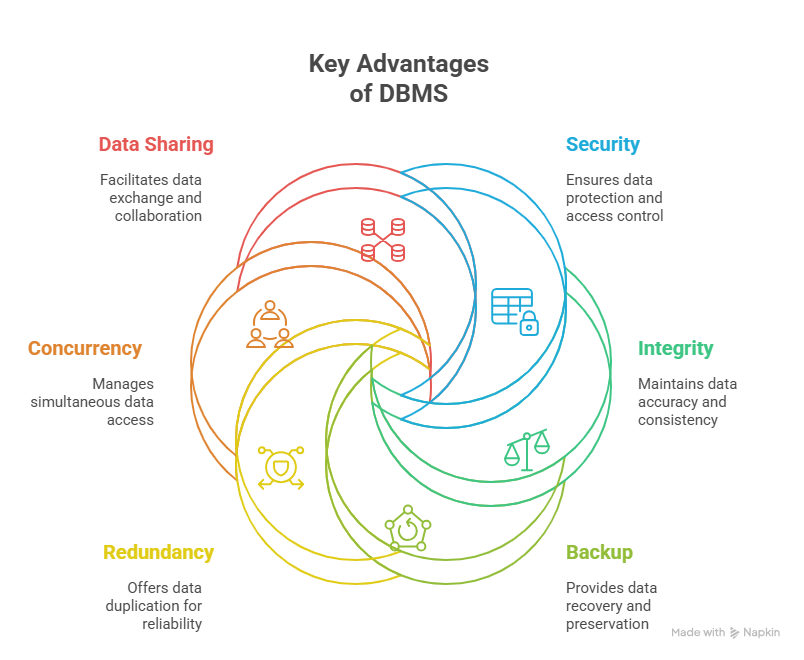 Key Advantages
of DBMS
Data Sharing
Facilitates data
exchange and
collaboration
Security
Ensures data
protection and
access control
Concurrency
Manages
simultaneous data
access
Integrity
Maintains data
accuracy and
consistency
Redundancy
Offers data
duplication for
reliability
Backup
Provides data
recovery and
preservation
Made with Napkin